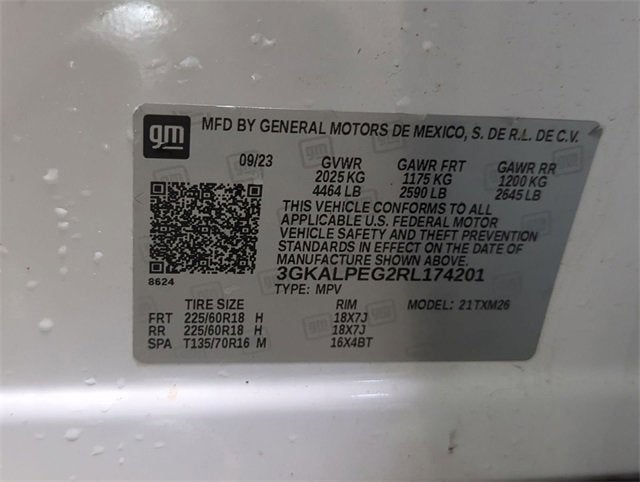 gm MFD BY GENERAL MOTORS DE MEXICO, S. DE R.L. DE C.V.
09/23 GVWR GAWR FRT GAWR RR
2025 KG 1175 KG 1200 KG
4464 LB 2590 LB 2645 LB
THIS VEHICLE CONFORMS TO ALL
APPLICABLE U.S. FEDERAL MOTOR
VEHICLE SAFETY AND THEFT PREVENTION
STANDARDS IN EFFECT ON THE DATE OF
MANUFACTURE SHOWN ABOVE.
3GKALPEG2RL174201
8624 TYPE: MPV
TIRE SIZE RIM MODEL: 21TXM26
FRT 225/60R18 H 18X7J
RR 225/60R18 H 18X7J
SPA T135/70R16 M 16X4BT